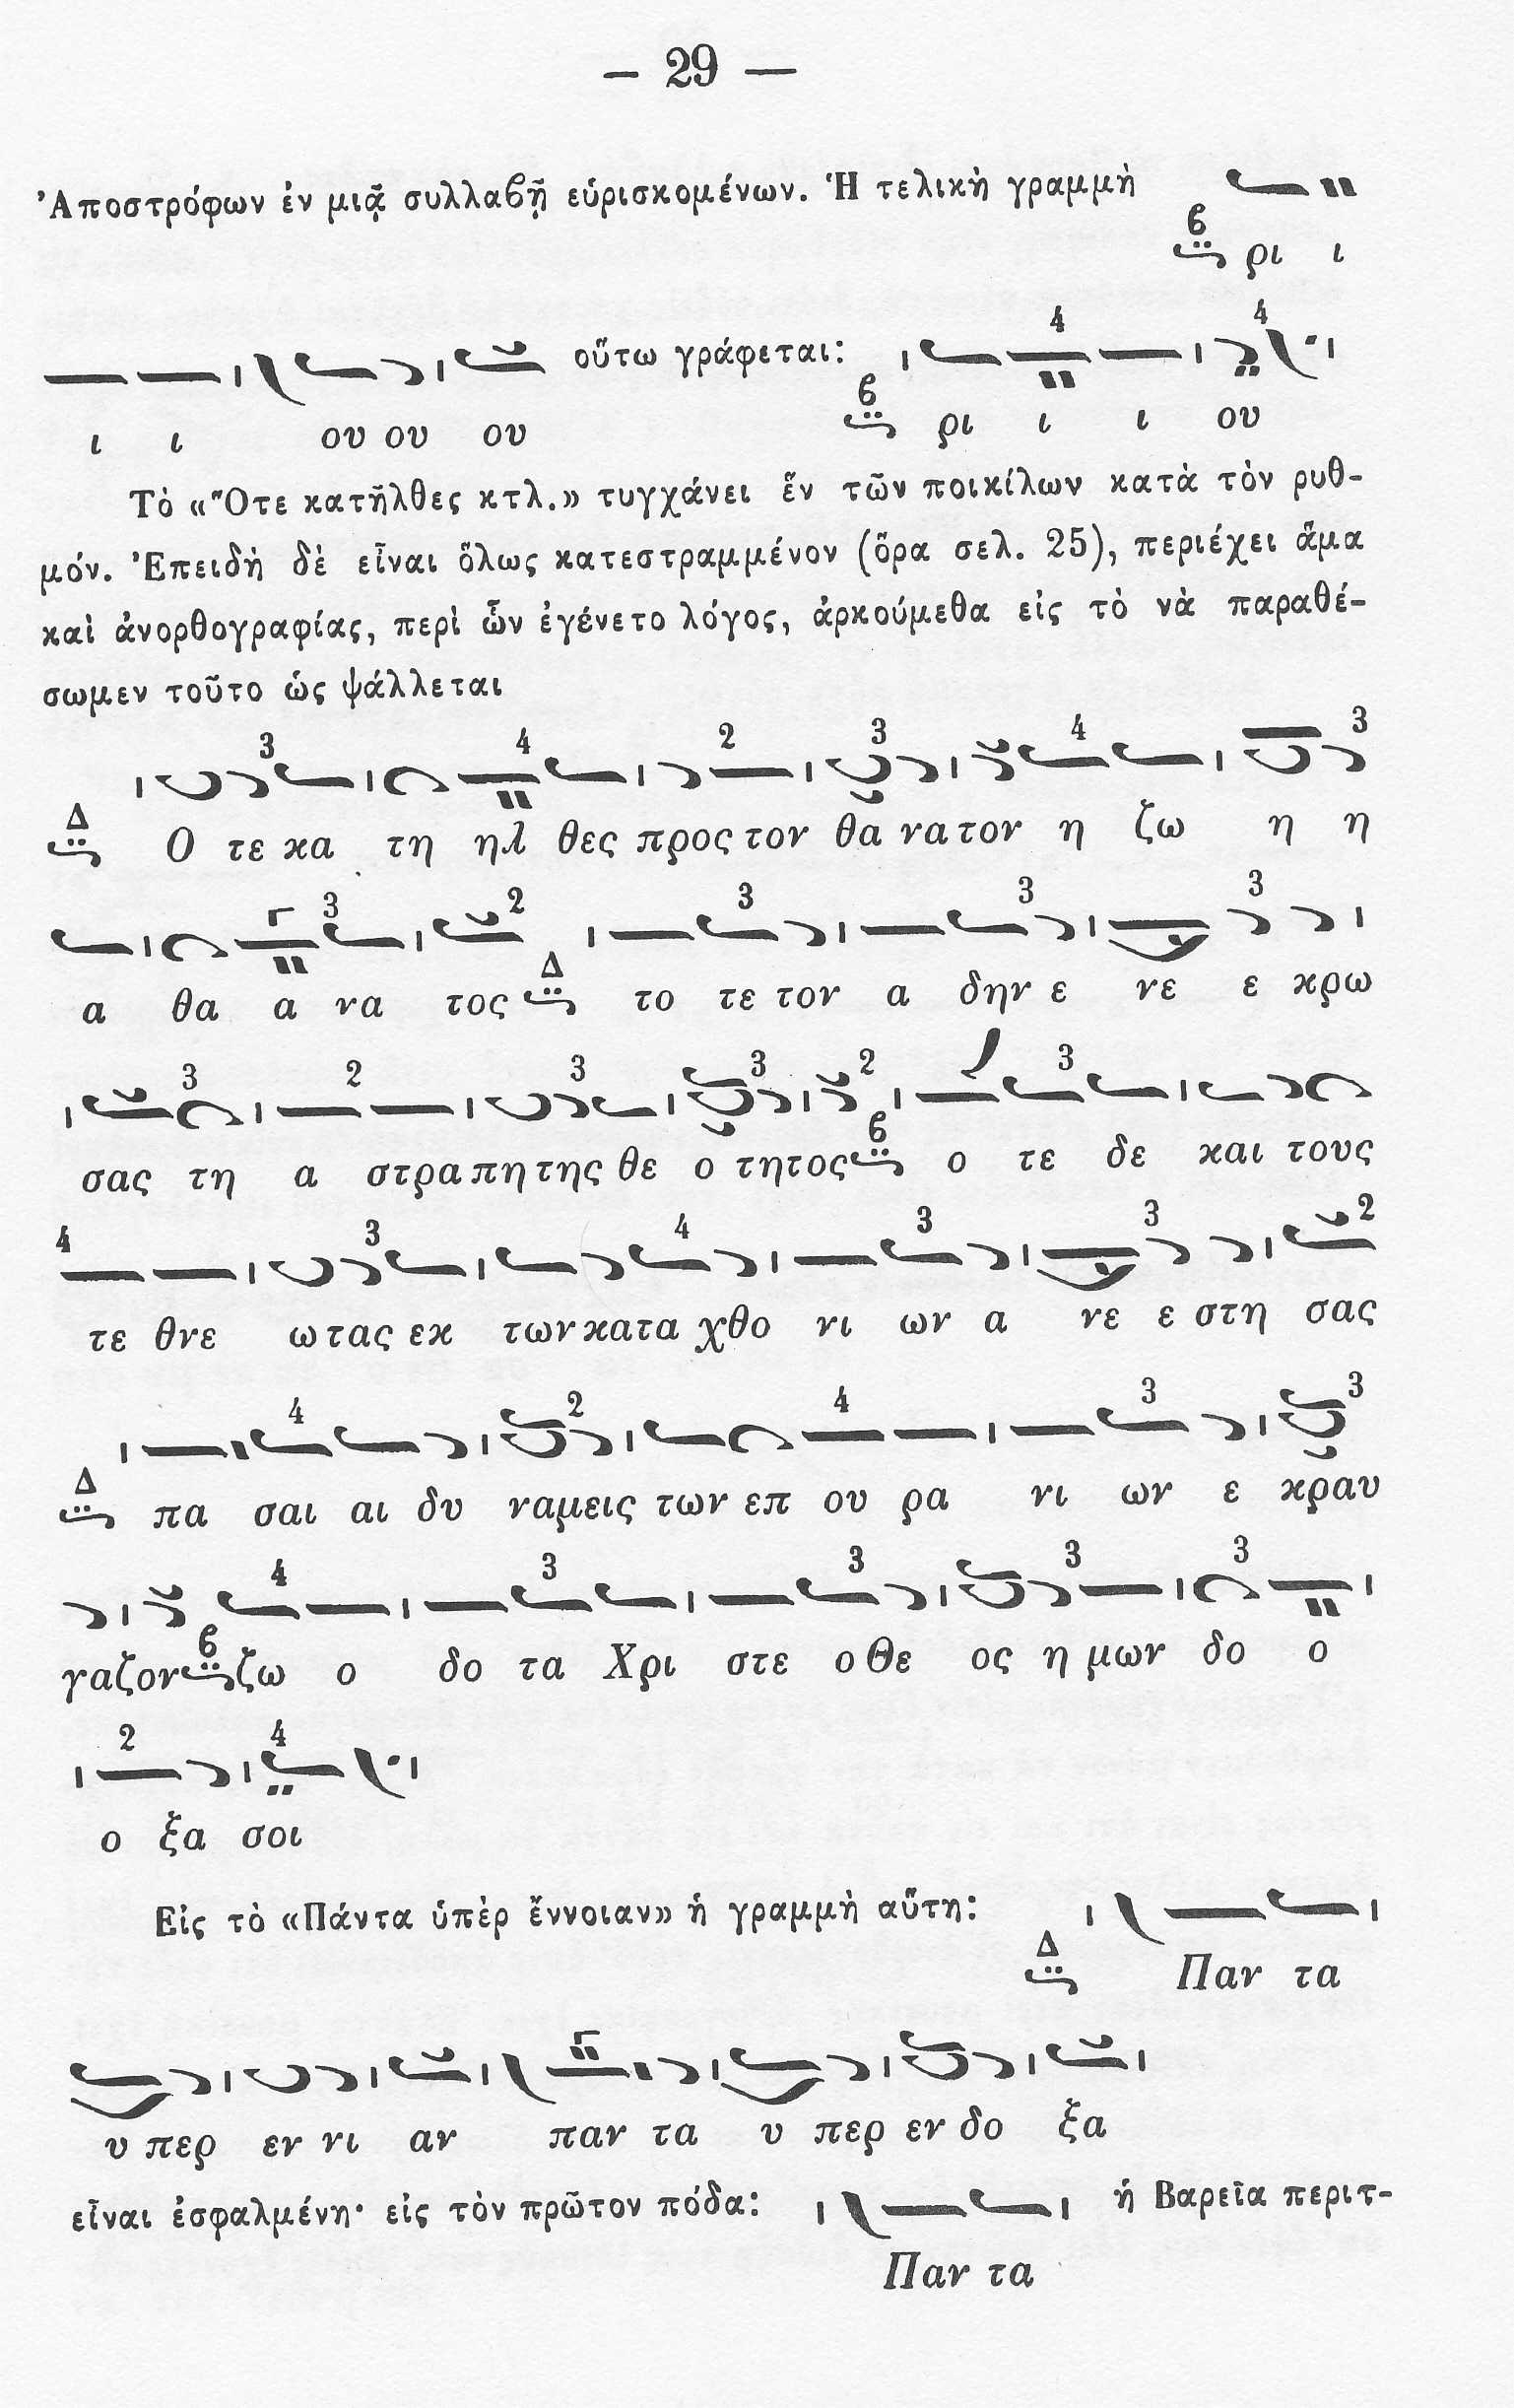 — 29 —
Ἀποστρόφων ἐν μιᾷ συλλαβῇ εὑρισκομένων. Ἡ τελικὴ γραμμὴ
β
ρι ι
οὕτω γράφεται:
4 4
β
ι ι ου ου ου ρι ι ι ου
Τὸ «Ὅτε κατῆλθες κτλ.» τυγχάνει ἓν τῶν ποικίλων κατὰ τὸν ρυθ-
μόν. Ἐπειδὴ δὲ εἶναι ὅλως κατεστραμμένον (ὅρα σελ. 25), περιέχει ἅμα
καὶ ἀνορθογραφίας, περὶ ὧν ἐγένετο λόγος, ἀρκούμεθα εἰς τὸ νὰ παραθέ-
σωμεν τοῦτο ὡς ψάλλεται
3 4 2 3 4 3
Δ Ο τε κα τη ηλ θες προς τον θα να τον η ζω η η
3 2 3 3 3
α θα α να τος Δ το τε τον α δην ε νε ε κρω
3 2 3 3 2 3
σας τη α στρα πη της θε ο τητος β ο τε δε και τους
4 3 4 3 3 2
τε θνε ω τας εκ των κατα χθο νι ων α νε ε στη σας
4 2 4 3 3
Δ πα σαι αι δυ ναμεις των επ ου ρα νι ων ε κραυ
4 3 3 3 3
γαζον β ζω ο δο τα Χρι στε ο Θε ος η μων δο ο
2 4
ο ξα σοι
Εἰς τὸ «Πάντα ὑπὲρ ἔννοιαν» ἡ γραμμὴ αὕτη:
Δ Παν τα
υ περ εν νι αν παν τα υ περ εν δο ξα
εἶναι ἐσφαλμένη· εἰς τὸν πρῶτον πόδα: ἡ Βαρεῖα περιτ-
Παν τα